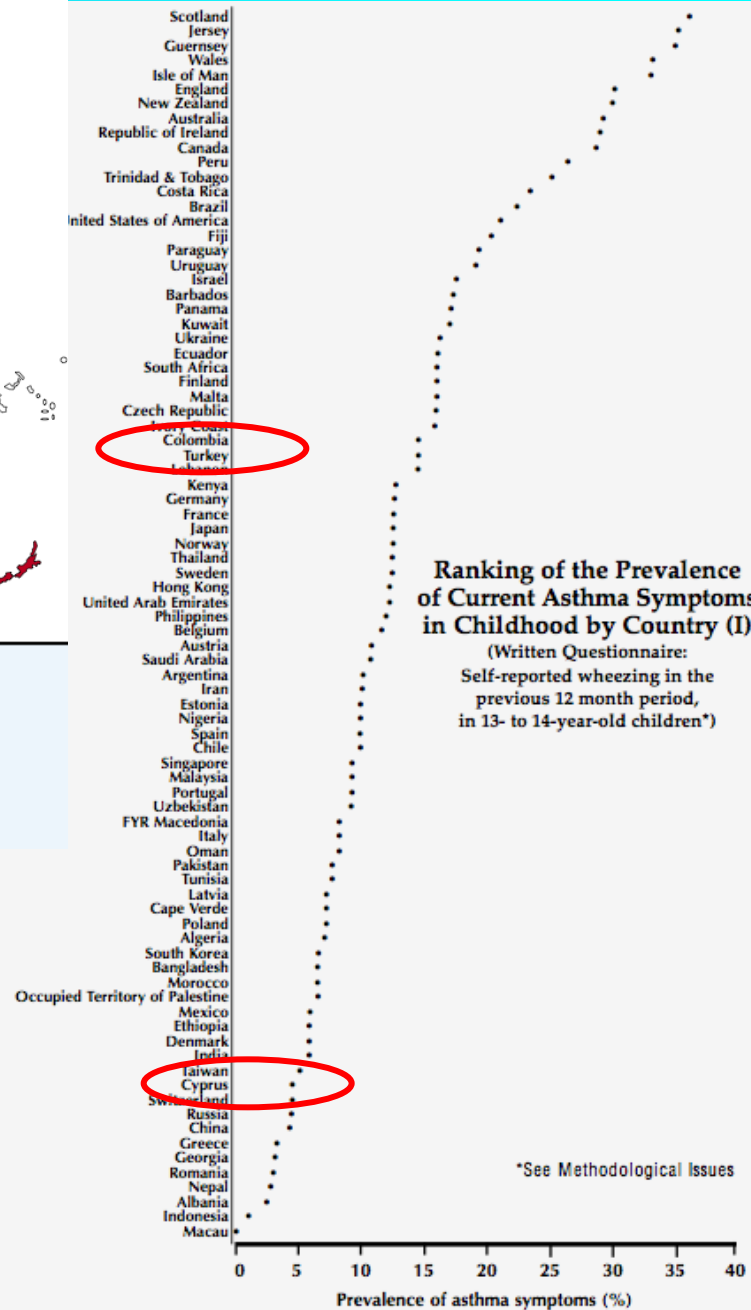 Scotland
Jersey
Guernsey
Wales
Isle of Man
England
New Zealand
Australia
Republic of Ireland
Canada
Peru
Trinidad & Tobago
Costa Rica
Brazil
nited States of America
Fiji
Paraguay
Uruguay
Israel
Barbados
Panama
Kuwait
Ukraine
Ecuador
South Africa
Finland
Malta
Czech Republic
Ivory Coast
Colombia
Turkey
Lebanon
Kenya
Germany
France
Japan
Norway
Thailand
Sweden
Hong Kong
United Arab Emirates
Philippines
Belgium
Austria
Saudi Arabia
Argentina
Iran
Estonia
Nigeria
Spain
Chile
Singapore
Malaysia
Portugal
Uzbekistan
FYR Macedonia
Italy
Oman
Pakistan
Tunisia
Latvia
Cape Verde
Poland
Algeria
South Korea
Bangladesh
Morocco
Occupied Territory of Palestine
Mexico
Ethiopia
Denmark
India
Taiwan
Cyprus
Switzerland
Russia
China
Greece
Georgia
Romania
Nepal
Albania
Indonesia
Macau
Ranking of the Prevalence
of Current Asthma Symptoms
in Childhood by Country (I)
(Written Questionnaire:
Self-reported wheezing in the
previous 12 month period,
in 13- to 14-year-old children*)
*See Methodological Issues
0 5 10 15 20 25 30 35 40
Prevalence of asthma symptoms (%)